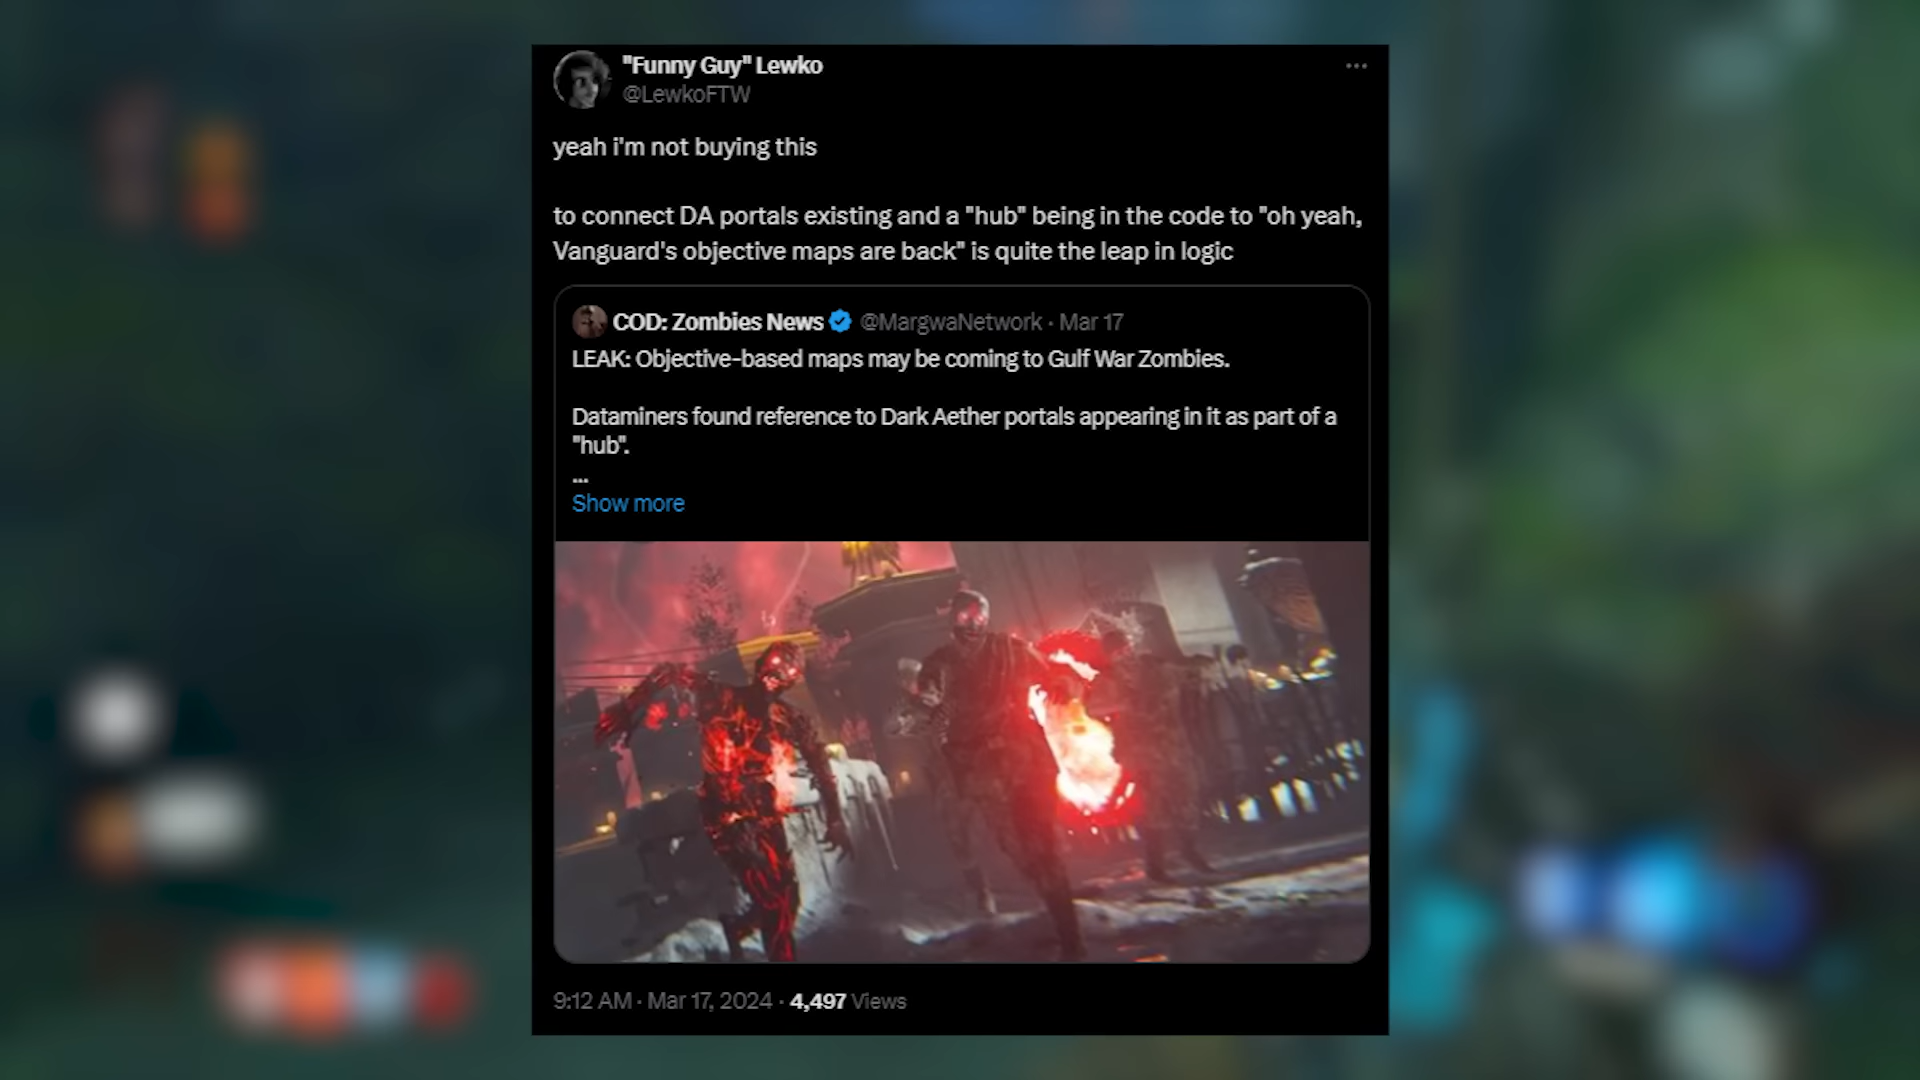 "Funny Guy" Lewko
@LewkoFTW
yeah i'm not buying this
to connect DA portals existing and a "hub" being in the code to "oh yeah,
Vanguard's objective maps are back" is quite the leap in logic
COD: Zombies News @MargwaNetwork · Mar 17
LEAK: Objective-based maps may be coming to Gulf War Zombies.
Dataminers found reference to Dark Aether portals appearing in it as part of a
"hub".
...
Show more
9:12 AM · Mar 17, 2024 · 4,497 Views